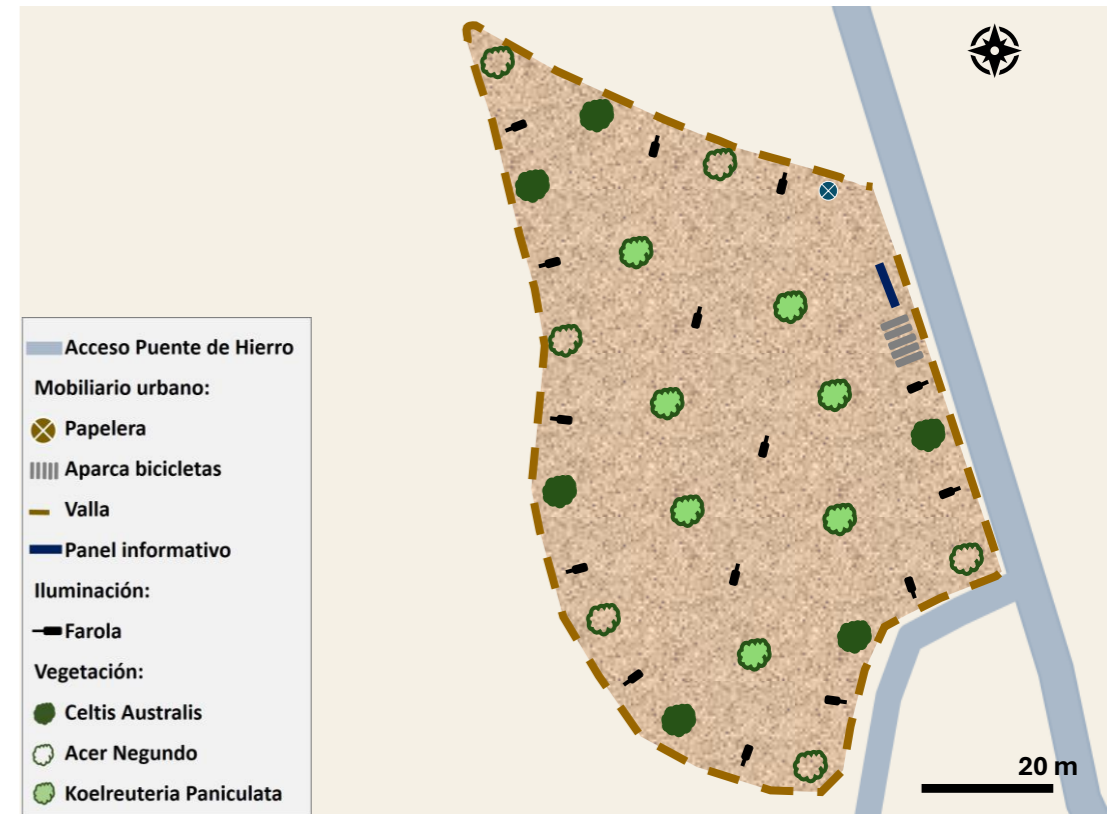 Acceso Puente de Hierro
Mobiliario urbano:
Papelera
Aparca bicicletas
Valla
Panel informativo
Iluminación:
Farola
Vegetación:
Celtis Australis
Acer Negundo
Koelreuteria Paniculata
20 m